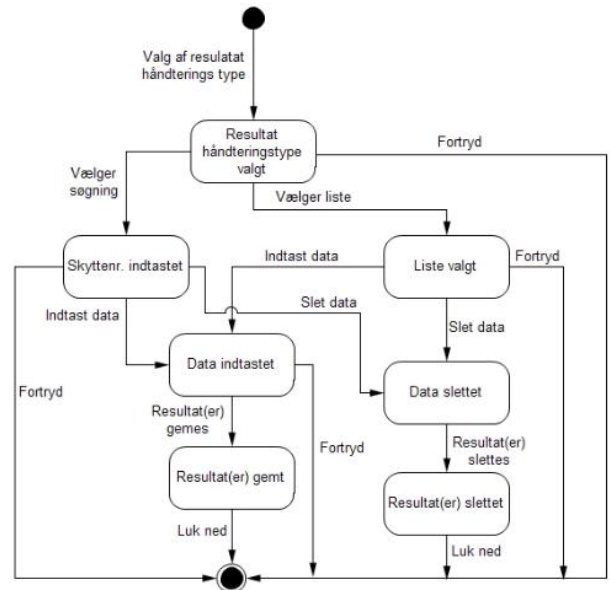 Valg af resulatat
håndterings type
Resultat
håndteringstype
valgt
Fortryd
Vælger
søgning
Vælger liste
Skyttenr. indtastet
Indtast data
Liste valgt
Fortryd
Indtast data
Slet data
Slet data
Data indtastet
Data slettet
Fortryd
Resultat(er)
gemes
Fortryd
Resultat(er)
slettes
Resultat(er) gemt
Resultat(er) slettet
Luk ned
Luk ned